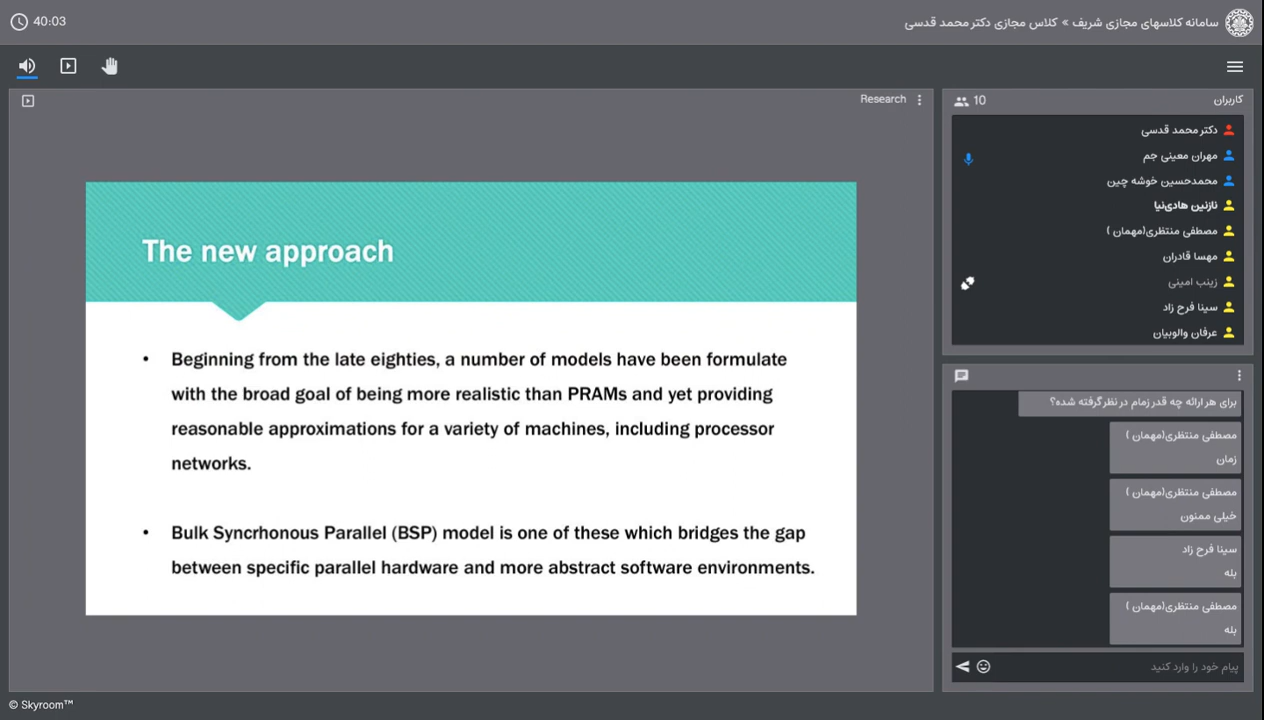 40:03
سامانه کلاسهای مجازی شریف » کلاس مجازی دکتر محمد قدسی
Research
The new approach
• Beginning from the late eighties, a number of models have been formulate
with the broad goal of being more realistic than PRAMs and yet providing
reasonable approximations for a variety of machines, including processor
networks.
• Bulk Syncrhonous Parallel (BSP) model is one of these which bridges the gap
between specific parallel hardware and more abstract software environments.
کاربران
10
دکتر محمد قدسی
مهران معینی جم
محمدحسین خوشه چین
نازنین هادی‌نیا
مصطفی منتظری(مهمان )
مهسا قادران
زینب امینی
سینا فرح زاد
عرفان والوبیان
برای هر ارائه چه قدر زمام در نظر گرفته شده؟
مصطفی منتظری(مهمان )
زمان
مصطفی منتظری(مهمان )
خیلی ممنون
سینا فرح زاد
بله
مصطفی منتظری(مهمان )
بله
پیام خود را وارد کنید
© Skyroom™